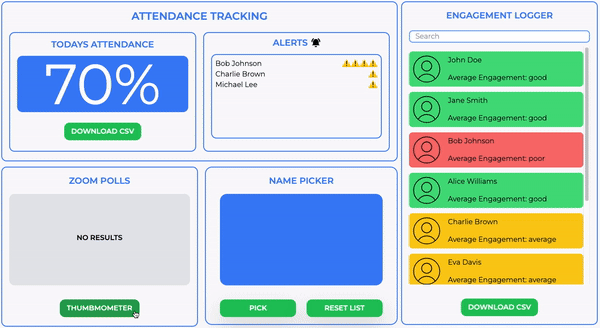 ATTENDANCE TRACKING
TODAYS ATTENDANCE
70%
DOWNLOAD CSV
ALERTS
Bob Johnson
Charlie Brown
Michael Lee
ZOOM POLLS
NO RESULTS
THUMBMOMETER
NAME PICKER
PICK
RESET LIST
ENGAGEMENT LOGGER
Search
John Doe
Average Engagement: good
Jane Smith
Average Engagement: good
Bob Johnson
Average Engagement: poor
Alice Williams
Average Engagement: good
Charlie Brown
Average Engagement: average
Eva Davis
Average Engagement: average
DOWNLOAD CSV